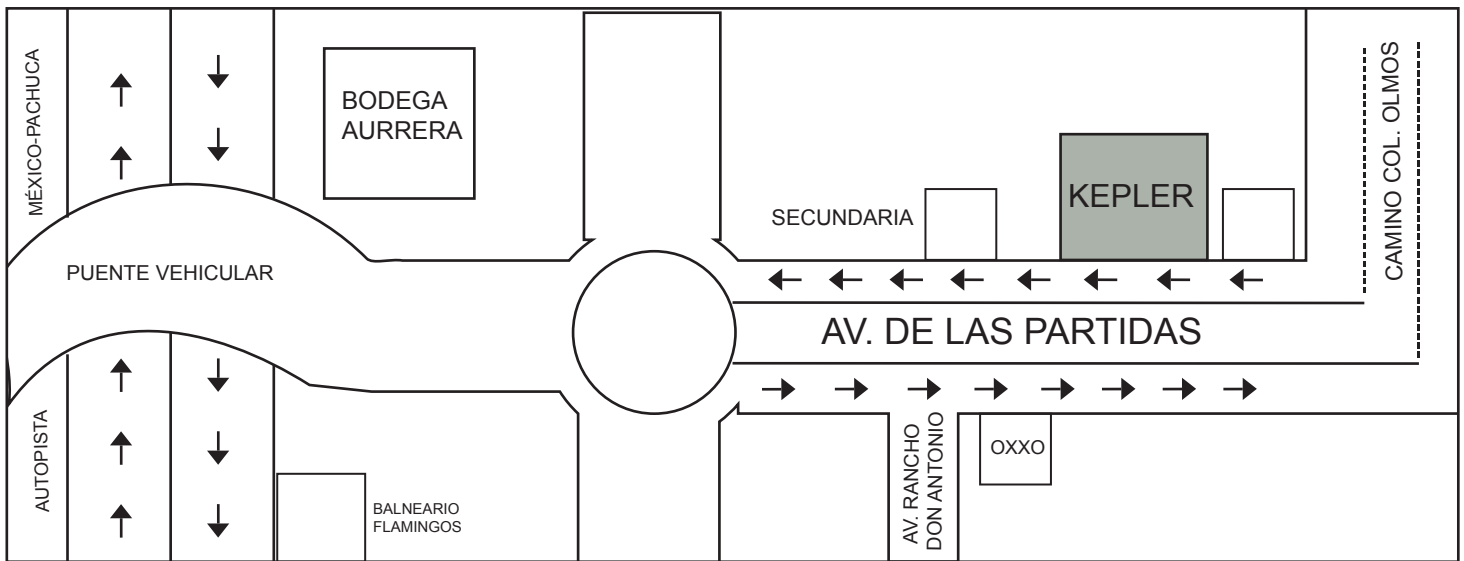 MÉXICO-PACHUCA
BODEGA
AURRERA
PUENTE VEHICULAR
SECUNDARIA
KEPLER
CAMINO COL. OLMOS
AV. DE LAS PARTIDAS
AUTOPISTA
BALNEARIO
FLAMINGOS
AV. RANCHO
DON ANTONIO
OXXO